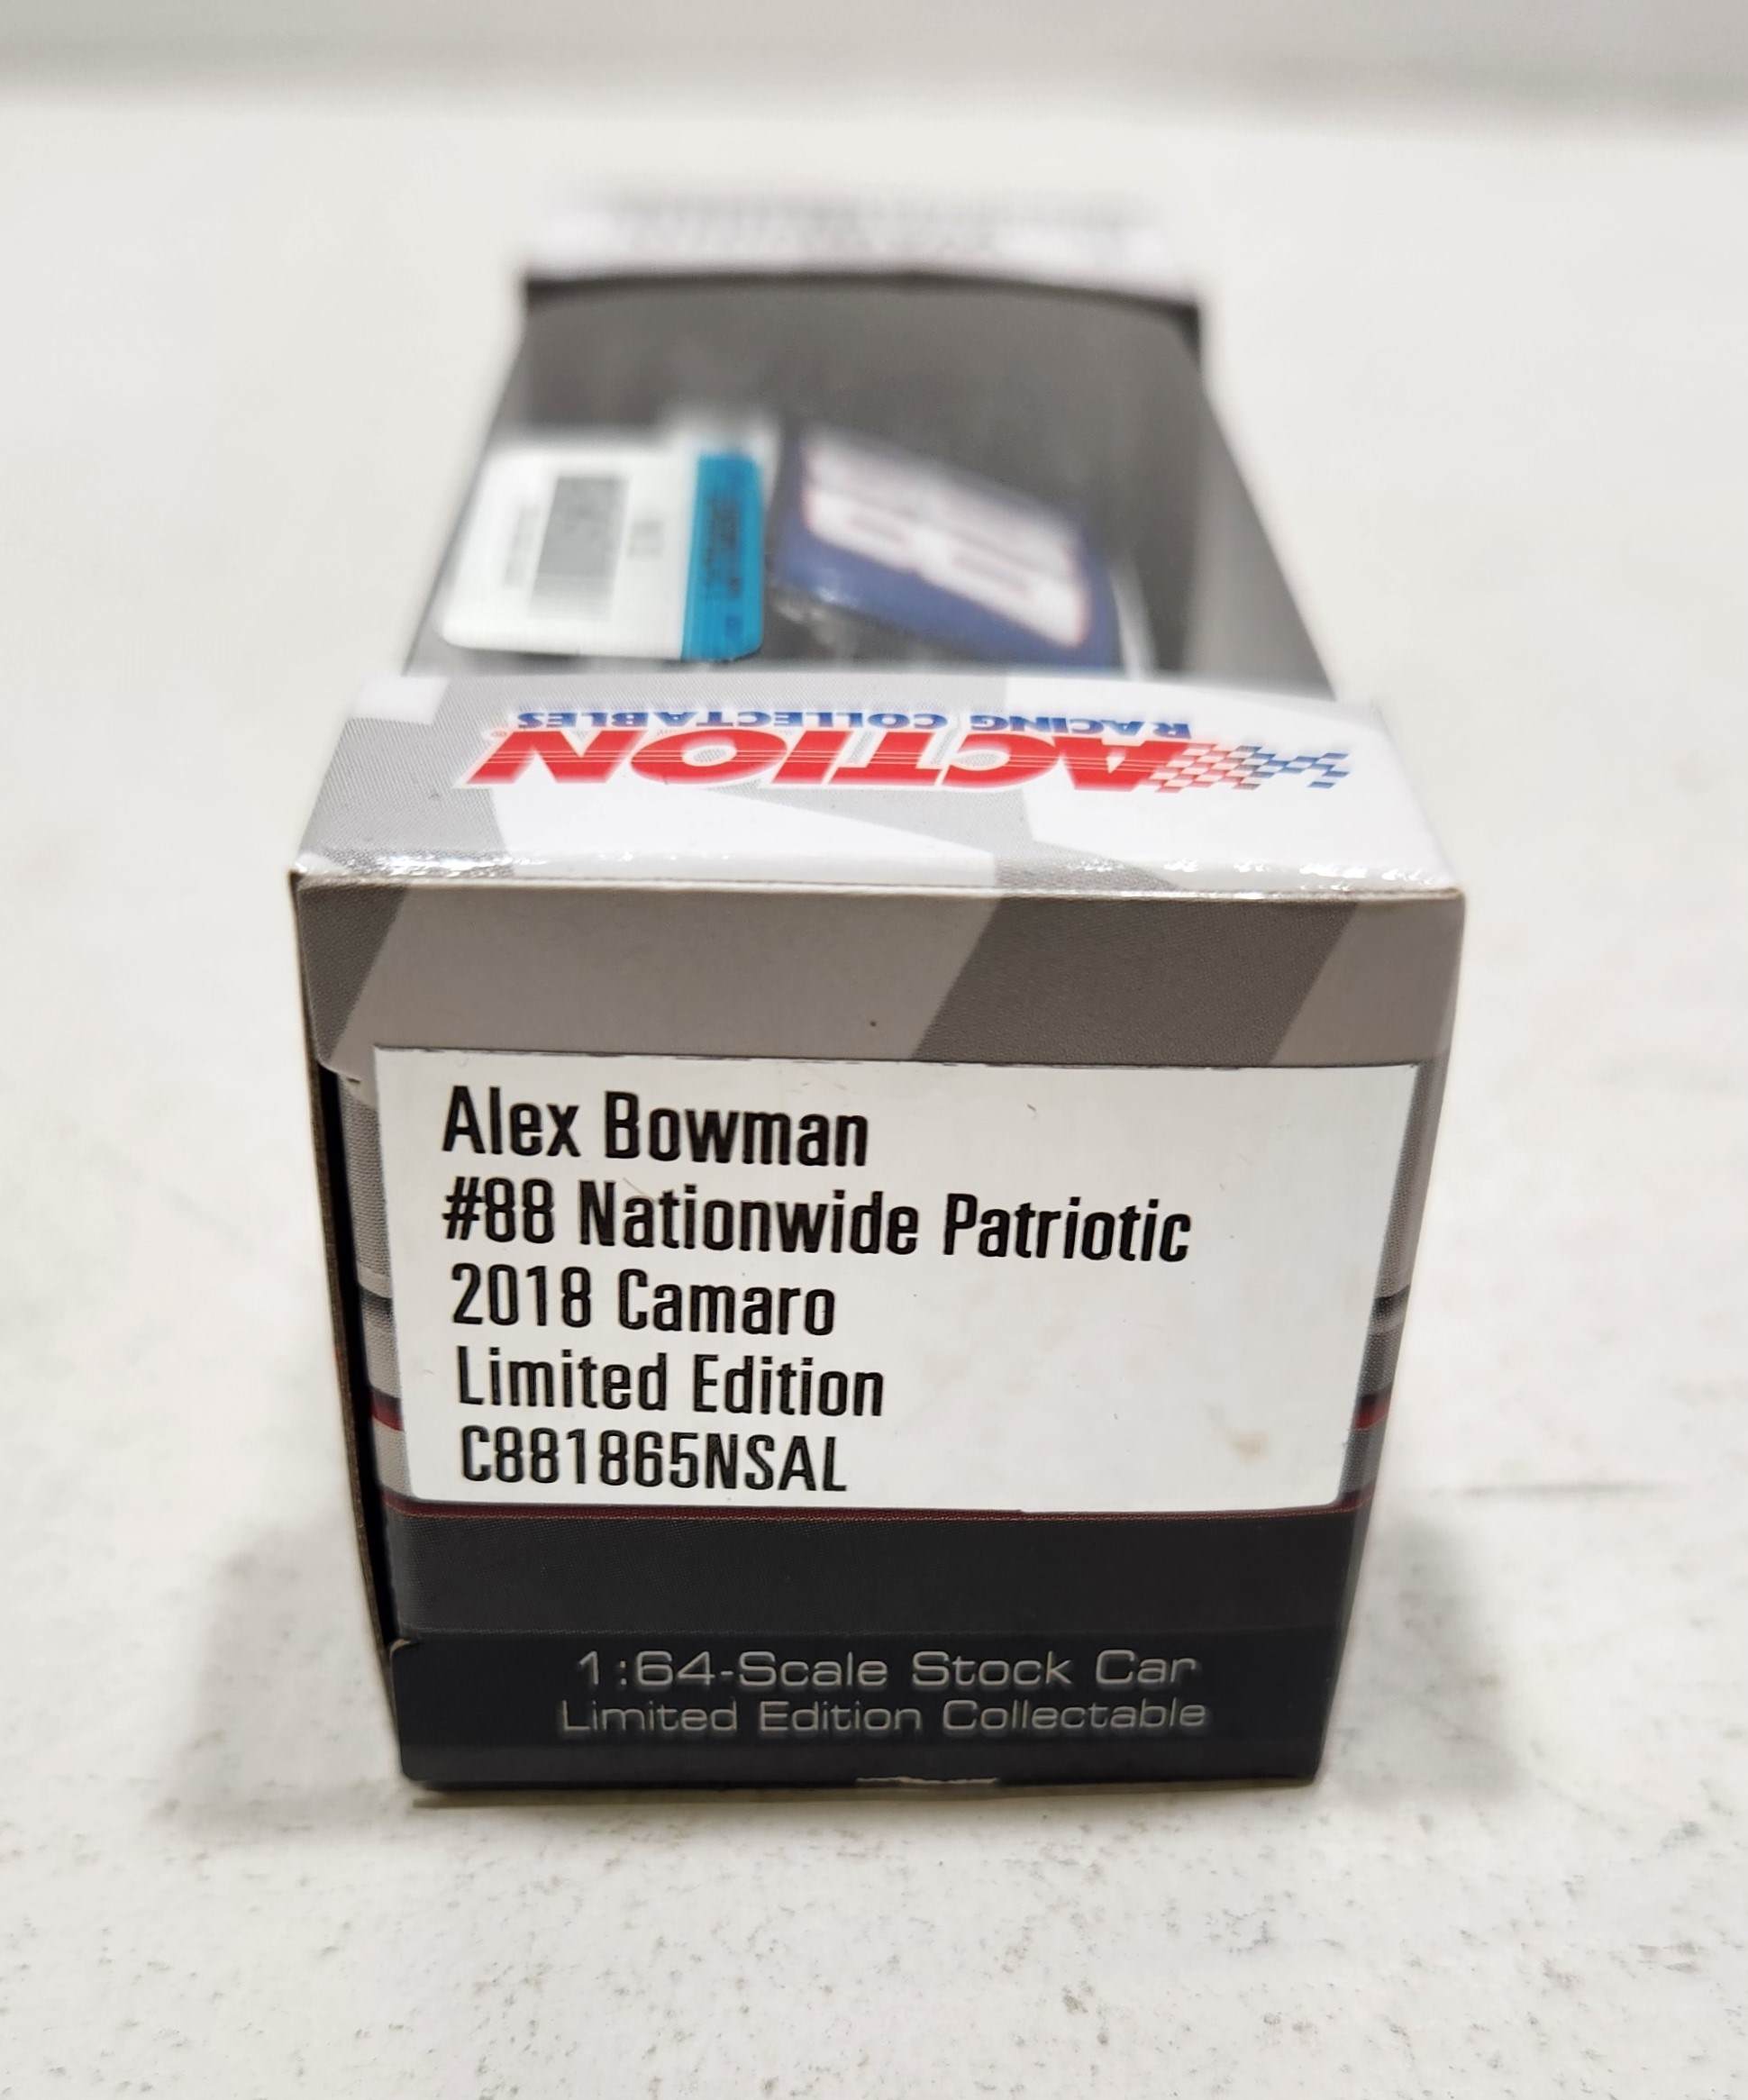 ACTION®
RACING COLLECTABLES
Alex Bowman
#88 Nationwide Patriotic
2018 Camaro
Limited Edition
C881865NSAL
1:64-Scale Stock Car
Limited Edition Collectable